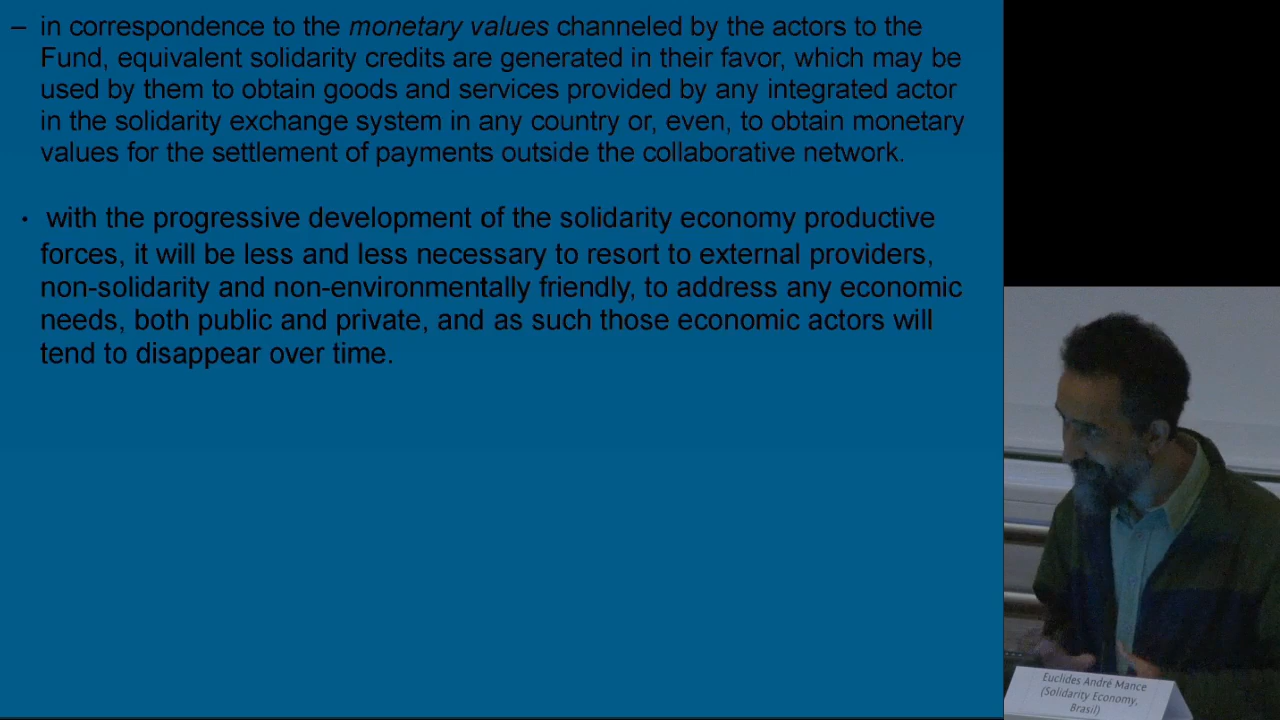 – in correspondence to the monetary values channeled by the actors to the
Fund, equivalent solidarity credits are generated in their favor, which may be
used by them to obtain goods and services provided by any integrated actor
in the solidarity exchange system in any country or, even, to obtain monetary
values for the settlement of payments outside the collaborative network.
• with the progressive development of the solidarity economy productive
forces, it will be less and less necessary to resort to external providers,
non-solidarity and non-environmentally friendly, to address any economic
needs, both public and private, and as such those economic actors will
tend to disappear over time.
Euclides André Mance
(Solidarity Economy,
Brasil)